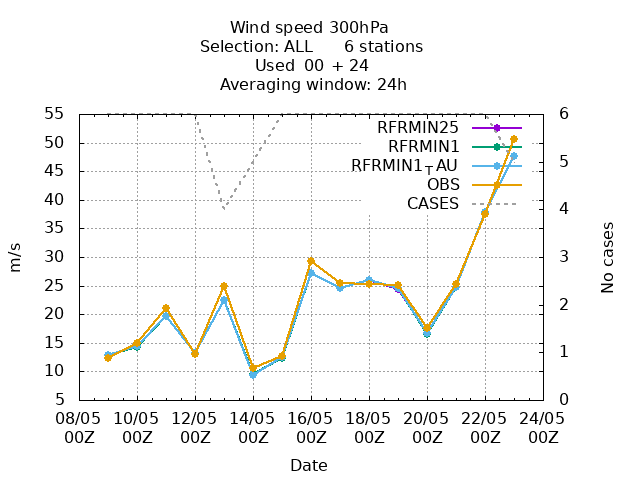 Wind speed 300hPa
Selection: ALL 6 stations
Used 00 + 24
Averaging window: 24h
RFRMIN25
RFRMIN1
RFRMIN1TAU
OBS
CASES
55
50
45
40
35
30
25
20
15
10
5
m/s
6
5
4
3
2
1
0
No cases
08/05 10/05 12/05 14/05 16/05 18/05 20/05 22/05 24/05
00Z 00Z 00Z 00Z 00Z 00Z 00Z 00Z 00Z
Date